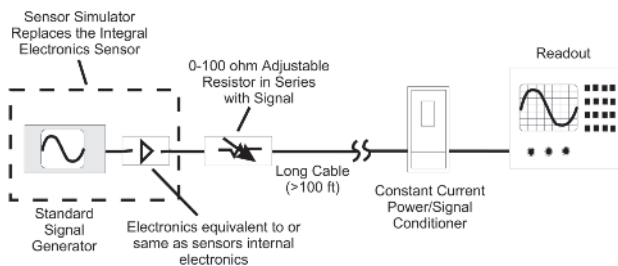 Sensor Simulator
Replaces the Integral
Electronics Sensor
0-100 ohm Adjustable
Resistor in Series
with Signal
Readout
Long Cable
(>100 ft)
Constant Current
Power/Signal
Conditioner
Standard
Signal
Generator
Electronics equivalent to or
same as sensors internal
electronics